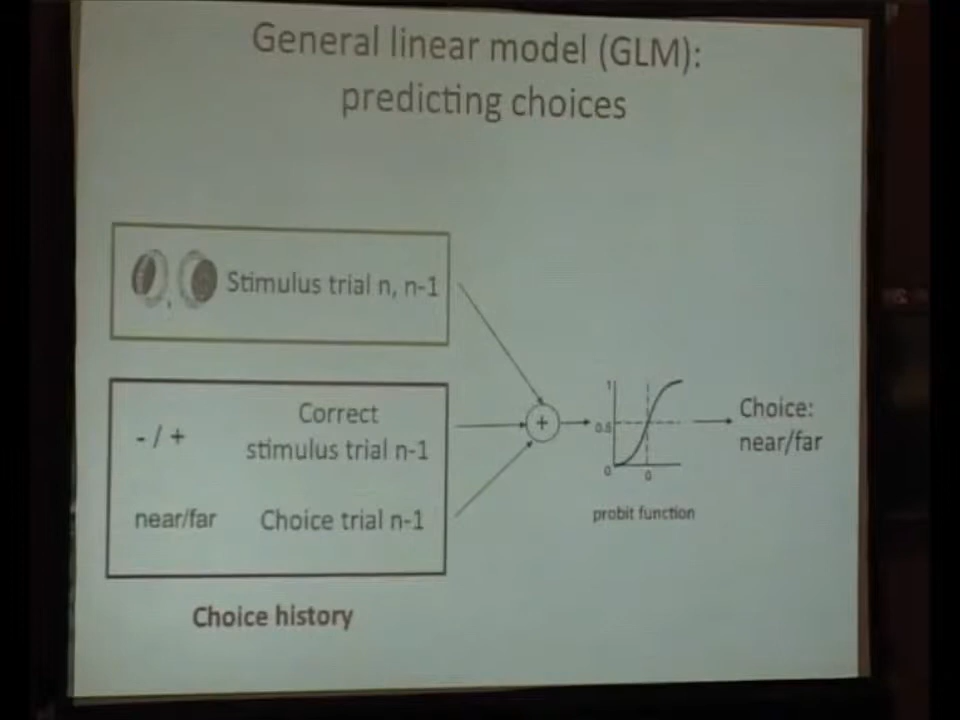 General linear model (GLM):
predicting choices
, Stimulus trial n, n-1
- / + Correct
stimulus trial n-1
near/far Choice trial n-1
Choice history
+
1
0.5
0
0
probit function
Choice:
near/far